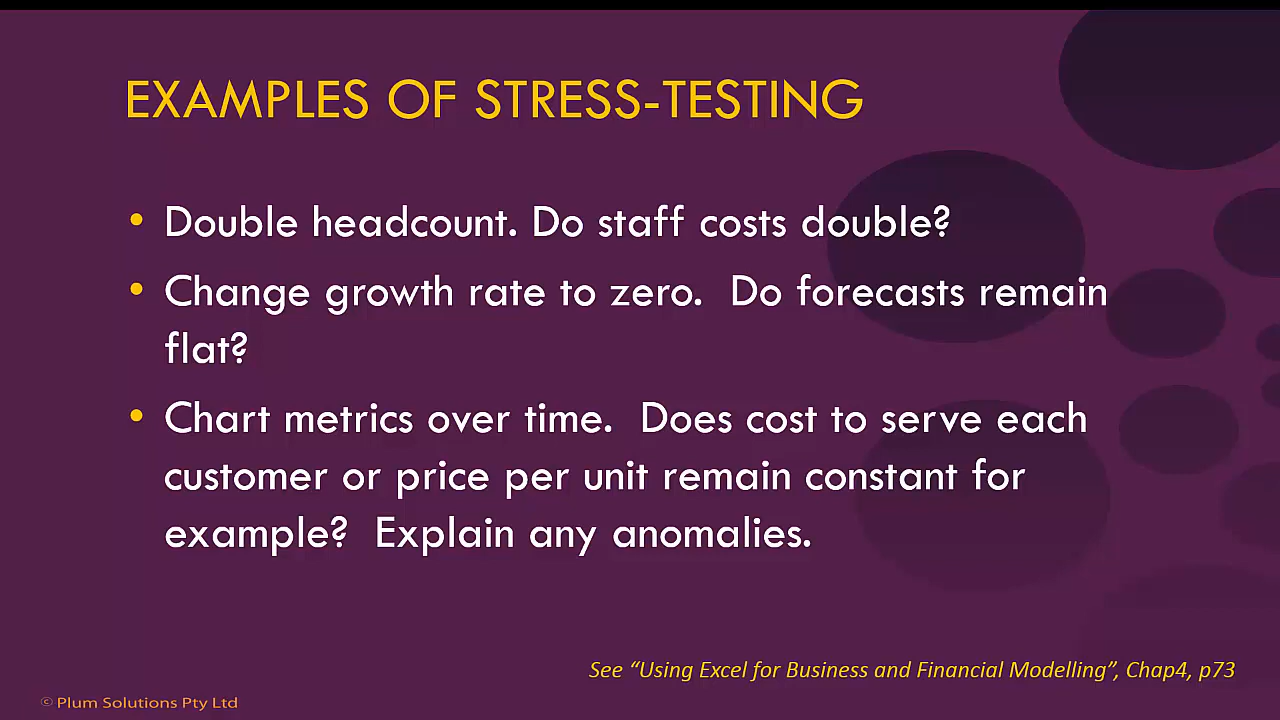 EXAMPLES OF STRESS-TESTING
• Double headcount. Do staff costs double?
• Change growth rate to zero.  Do forecasts remain
flat?
• Chart metrics over time.  Does cost to serve each
customer or price per unit remain constant for
example?  Explain any anomalies.
See “Using Excel for Business and Financial Modelling”, Chap4, p73
© Plum Solutions Pty Ltd